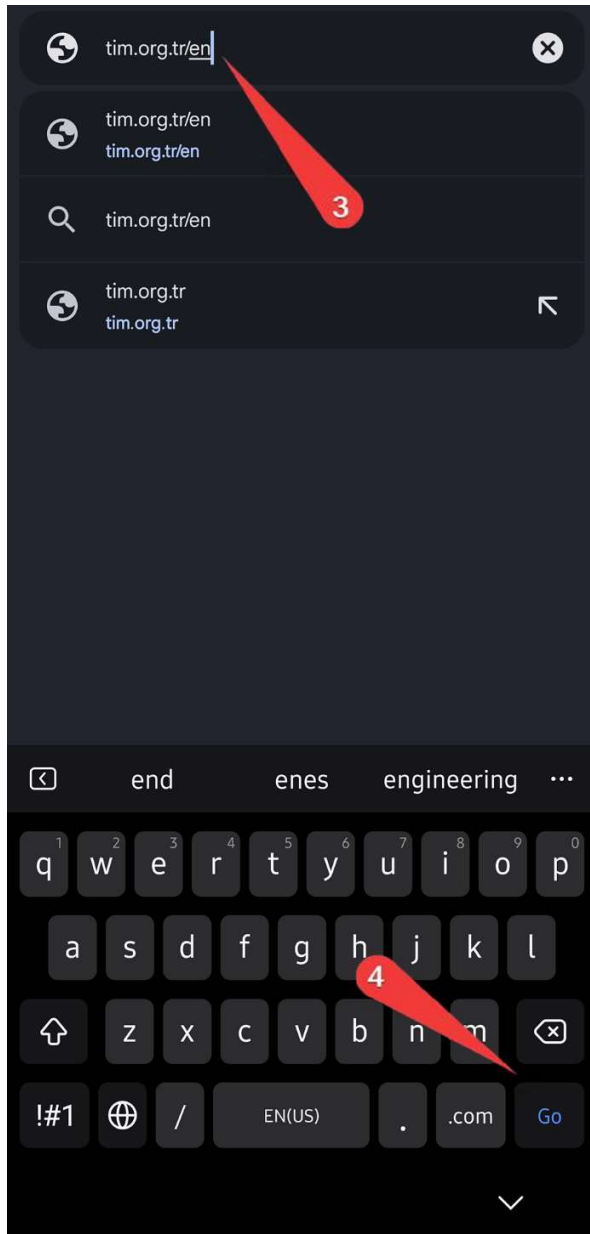 tim.org.tr/en
tim.org.tr/en
tim.org.tr/en
3
tim.org.tr/en
tim.org.tr
tim.org.tr
end enes engineering ...
1 2 3 4 5 6 7 8 9 0
q w e r t y u i o p
a s d f g h j k l
4
z x c v b n m
!#1 / EN(US) . .com Go